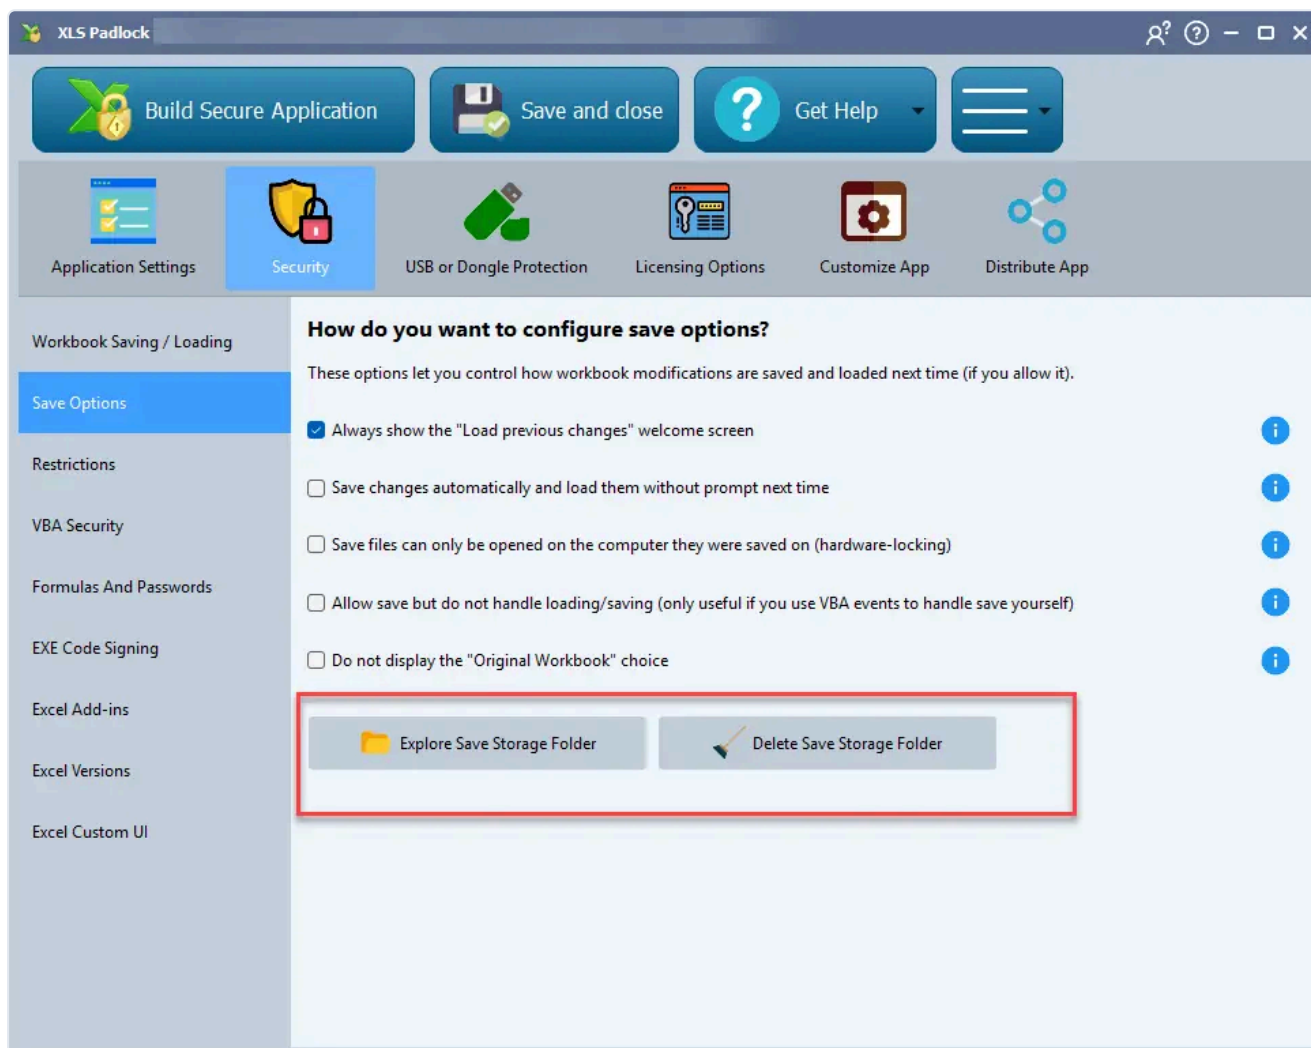 XLS Padlock
Build Secure Application
Save and close
Get Help
Application Settings
Security
USB or Dongle Protection
Licensing Options
Customize App
Distribute App
Workbook Saving / Loading
Save Options
Restrictions
VBA Security
Formulas And Passwords
EXE Code Signing
Excel Add-ins
Excel Versions
Excel Custom UI
How do you want to configure save options?
These options let you control how workbook modifications are saved and loaded next time (if you allow it).
Always show the "Load previous changes" welcome screen
Save changes automatically and load them without prompt next time
Save files can only be opened on the computer they were saved on (hardware-locking)
Allow save but do not handle loading/saving (only useful if you use VBA events to handle save yourself)
Do not display the "Original Workbook" choice
Explore Save Storage Folder
Delete Save Storage Folder